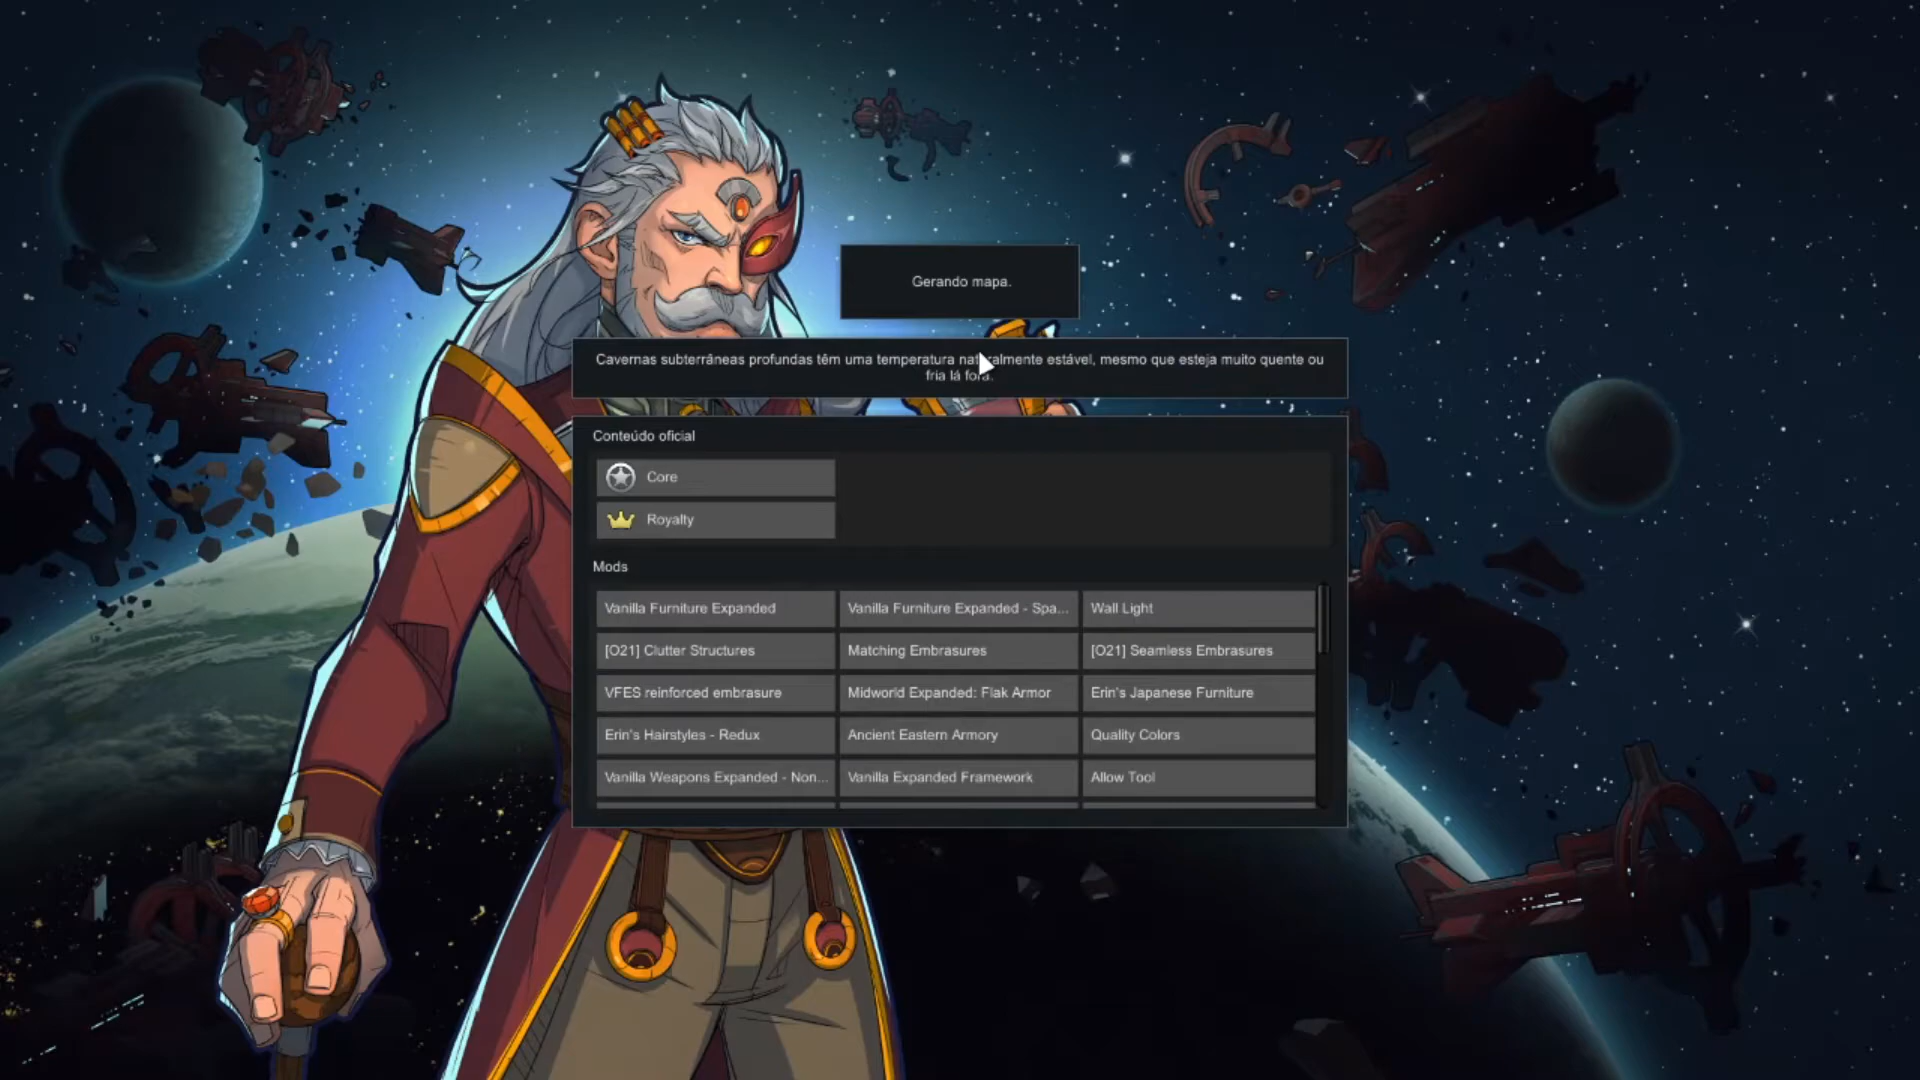 Gerando mapa.
Cavernas subterrâneas profundas têm uma temperatura naturalmente estável, mesmo que esteja muito quente ou
fria lá fora.
Conteúdo oficial
Core
Royalty
Mods
Vanilla Furniture Expanded
Vanilla Furniture Expanded - Spa...
Wall Light
[O21] Clutter Structures
Matching Embrasures
[O21] Seamless Embrasures
VFES reinforced embrasure
Midworld Expanded: Flak Armor
Erin's Japanese Furniture
Erin's Hairstyles - Redux
Ancient Eastern Armory
Quality Colors
Vanilla Weapons Expanded - Non...
Vanilla Expanded Framework
Allow Tool